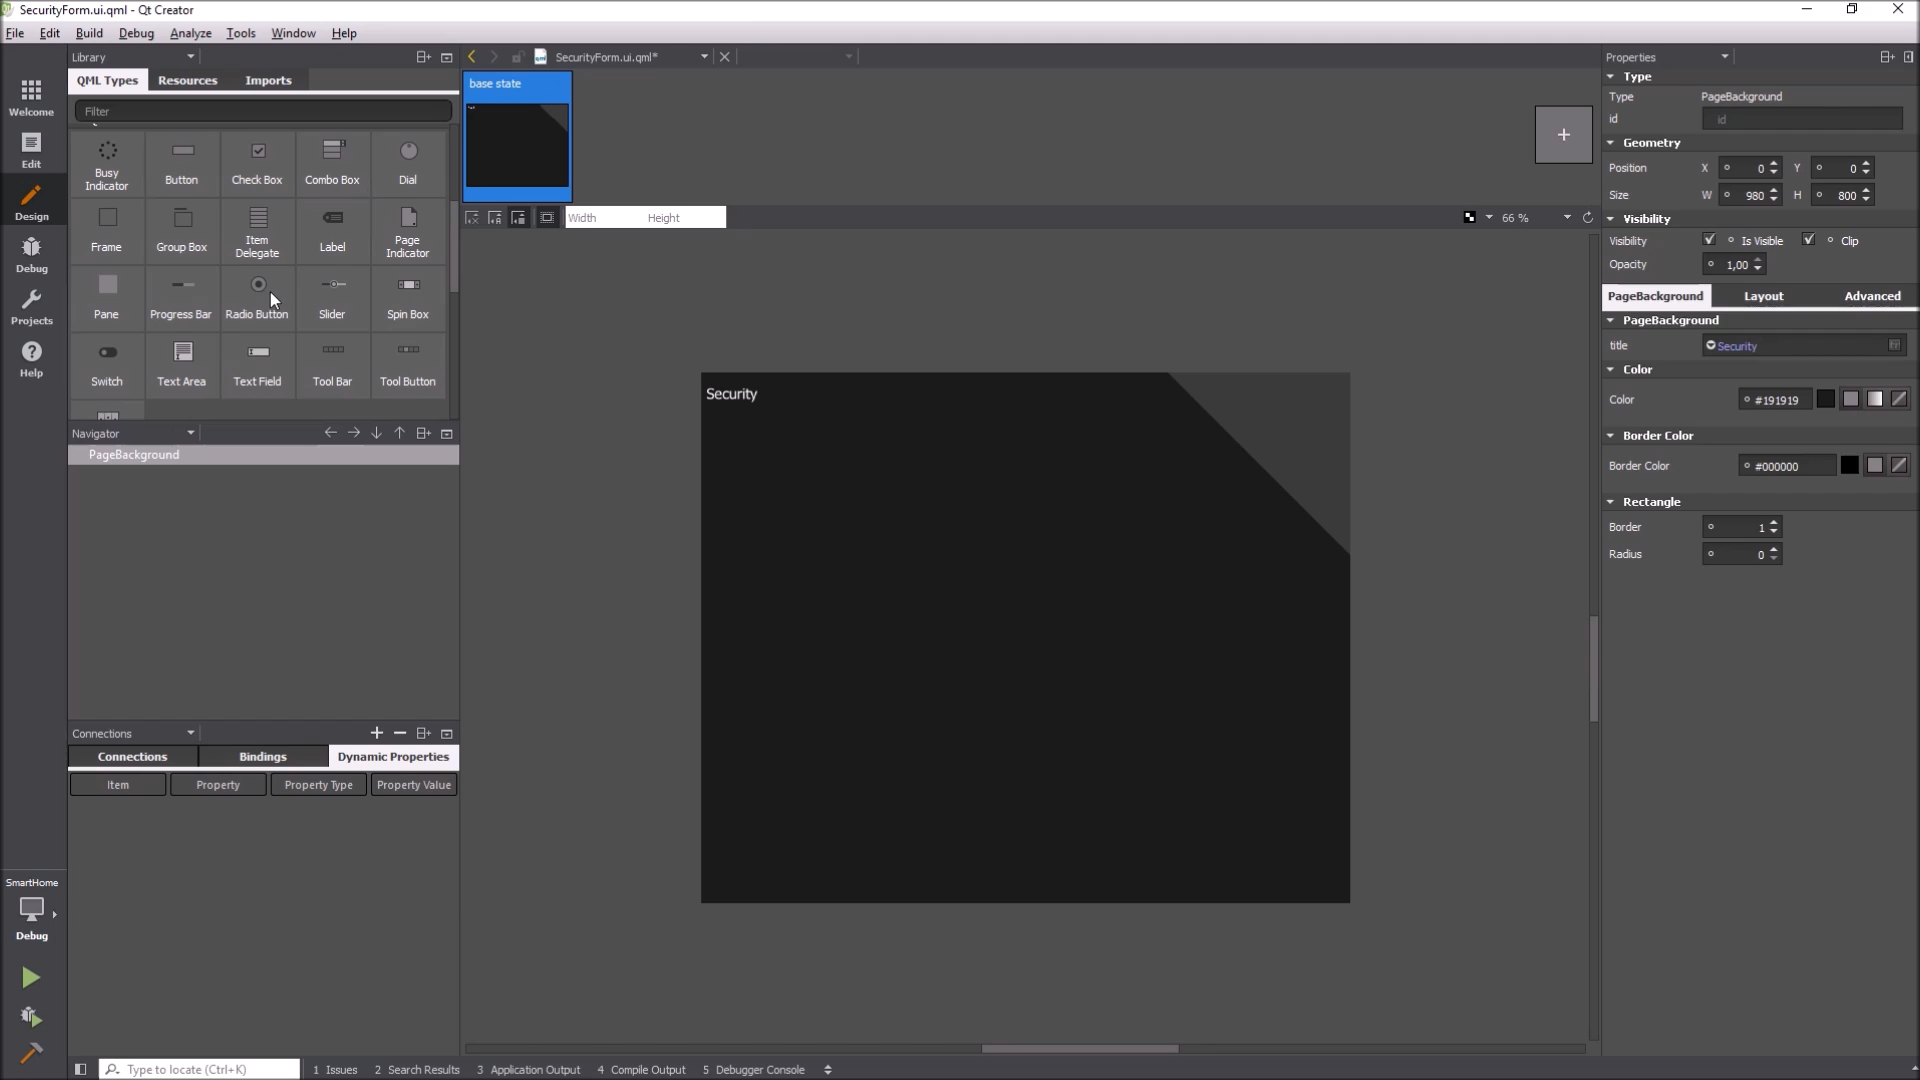 SecurityForm.ui.qml - Qt Creator
File Edit Build Debug Analyze Tools Window Help
Library
SecurityForm.ui.qml*
Properties
QML Types Resources Imports
Filter
base state
Type
Type PageBackground
id id
Welcome
Edit
Design
Debug
Projects
Help
Busy Indicator
Button
Check Box
Combo Box
Dial
Frame
Group Box
Item Delegate
Label
Page Indicator
Pane
Progress Bar
Radio Button
Slider
Spin Box
Switch
Text Area
Text Field
Tool Bar
Tool Button
Width Height
66 %
Geometry
Position X 0 Y 0
Size W 980 H 800
Visibility
Visibility Is Visible Clip
Opacity 1,00
PageBackground Layout Advanced
PageBackground
title Security
Color
Color #191919
Border Color
Border Color #000000
Rectangle
Border 1
Radius 0
Security
Navigator
PageBackground
Connections
Connections Bindings Dynamic Properties
Item Property Property Type Property Value
SmartHome
Debug
Type to locate (Ctrl+K)
1 Issues 2 Search Results 3 Application Output 4 Compile Output 5 Debugger Console